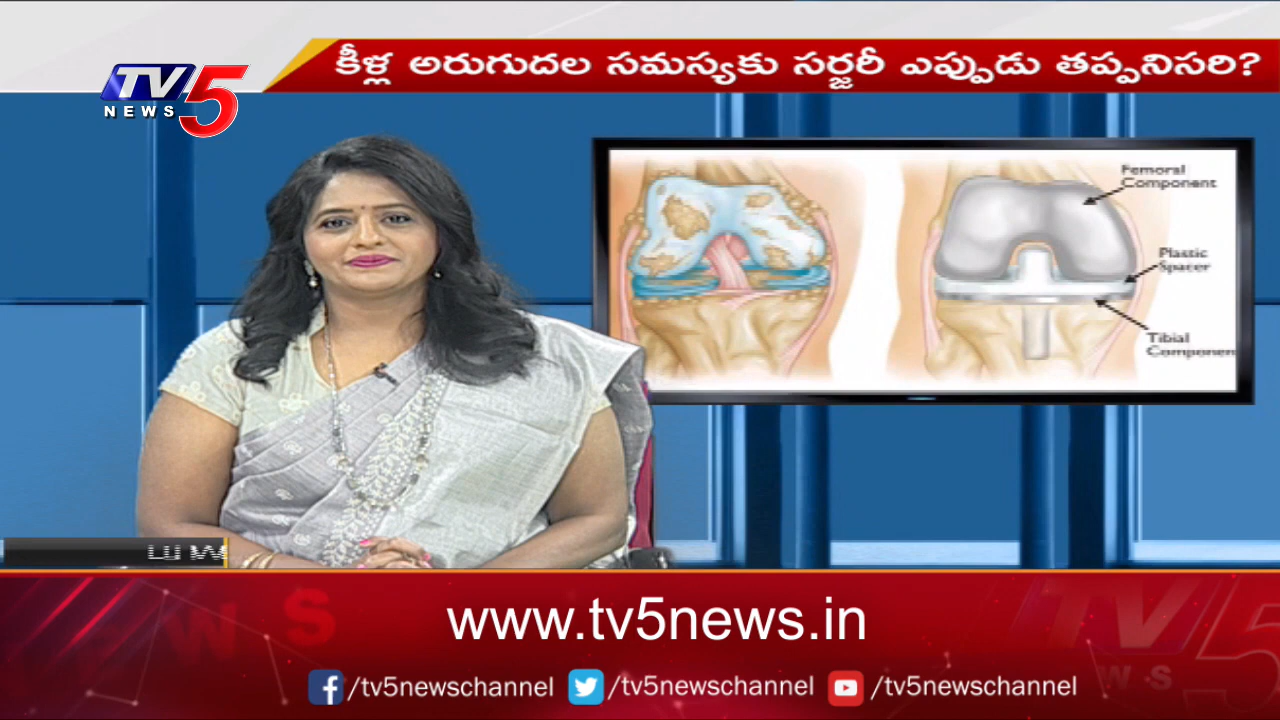 కీళ్ల అరుగుదల సమస్యకు సర్జరీ ఎప్పుడు తప్పనిసరి?
TV5
NEWS
Femoral
Component
Plastic
Spacer
Tibial
Componen
www.tv5news.in
/tv5newschannel /tv5newschannel /tv5newschannel